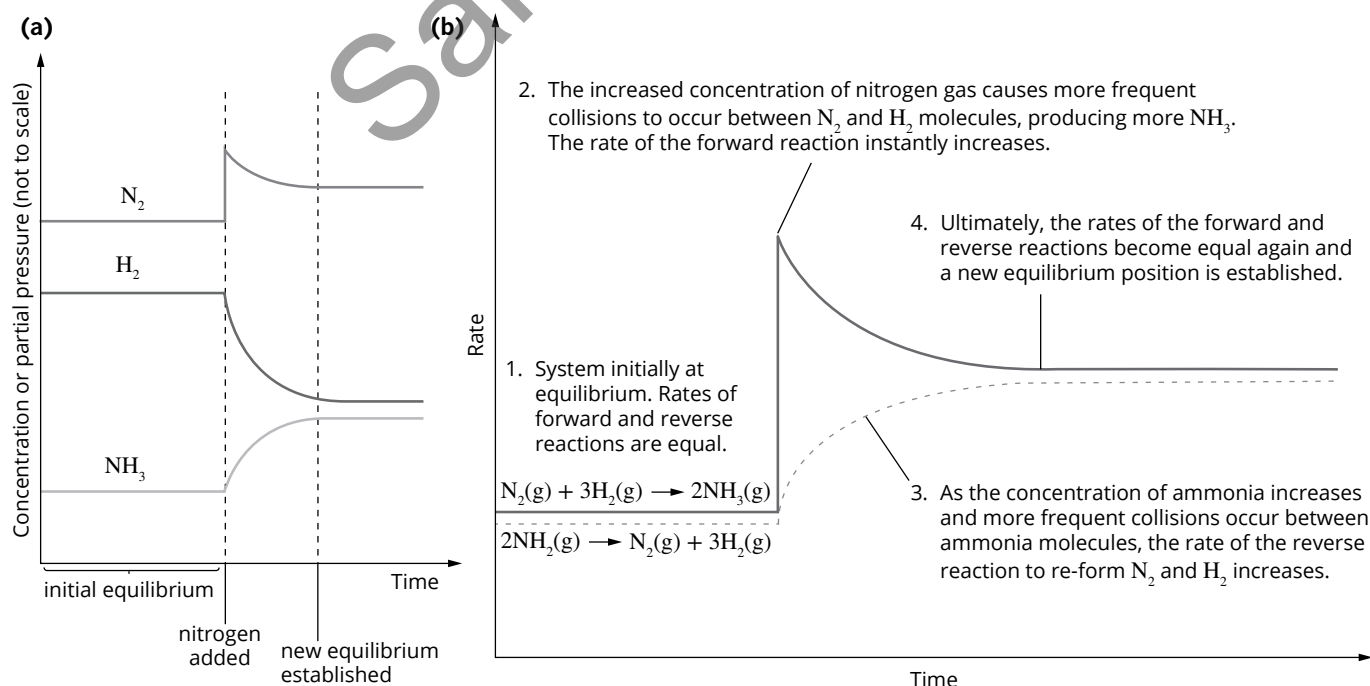 (a)
Concentration or partial pressure (not to scale)
N₂
H₂
NH₃
Time
initial equilibrium
nitrogen
added
new equilibrium
established
(b)
Rate
2. The increased concentration of nitrogen gas causes more frequent
collisions to occur between N₂ and H₂ molecules, producing more NH₃.
The rate of the forward reaction instantly increases.
4. Ultimately, the rates of the forward and
reverse reactions become equal again and
a new equilibrium position is established.
1. System initially at
equilibrium. Rates of
forward and reverse
reactions are equal.
N₂(g) + 3H₂(g) → 2NH₃(g)
2NH₂(g) → N₂(g) + 3H₂(g)
3. As the concentration of ammonia increases
and more frequent collisions occur between
ammonia molecules, the rate of the reverse
reaction to re-form N₂ and H₂ increases.
Time